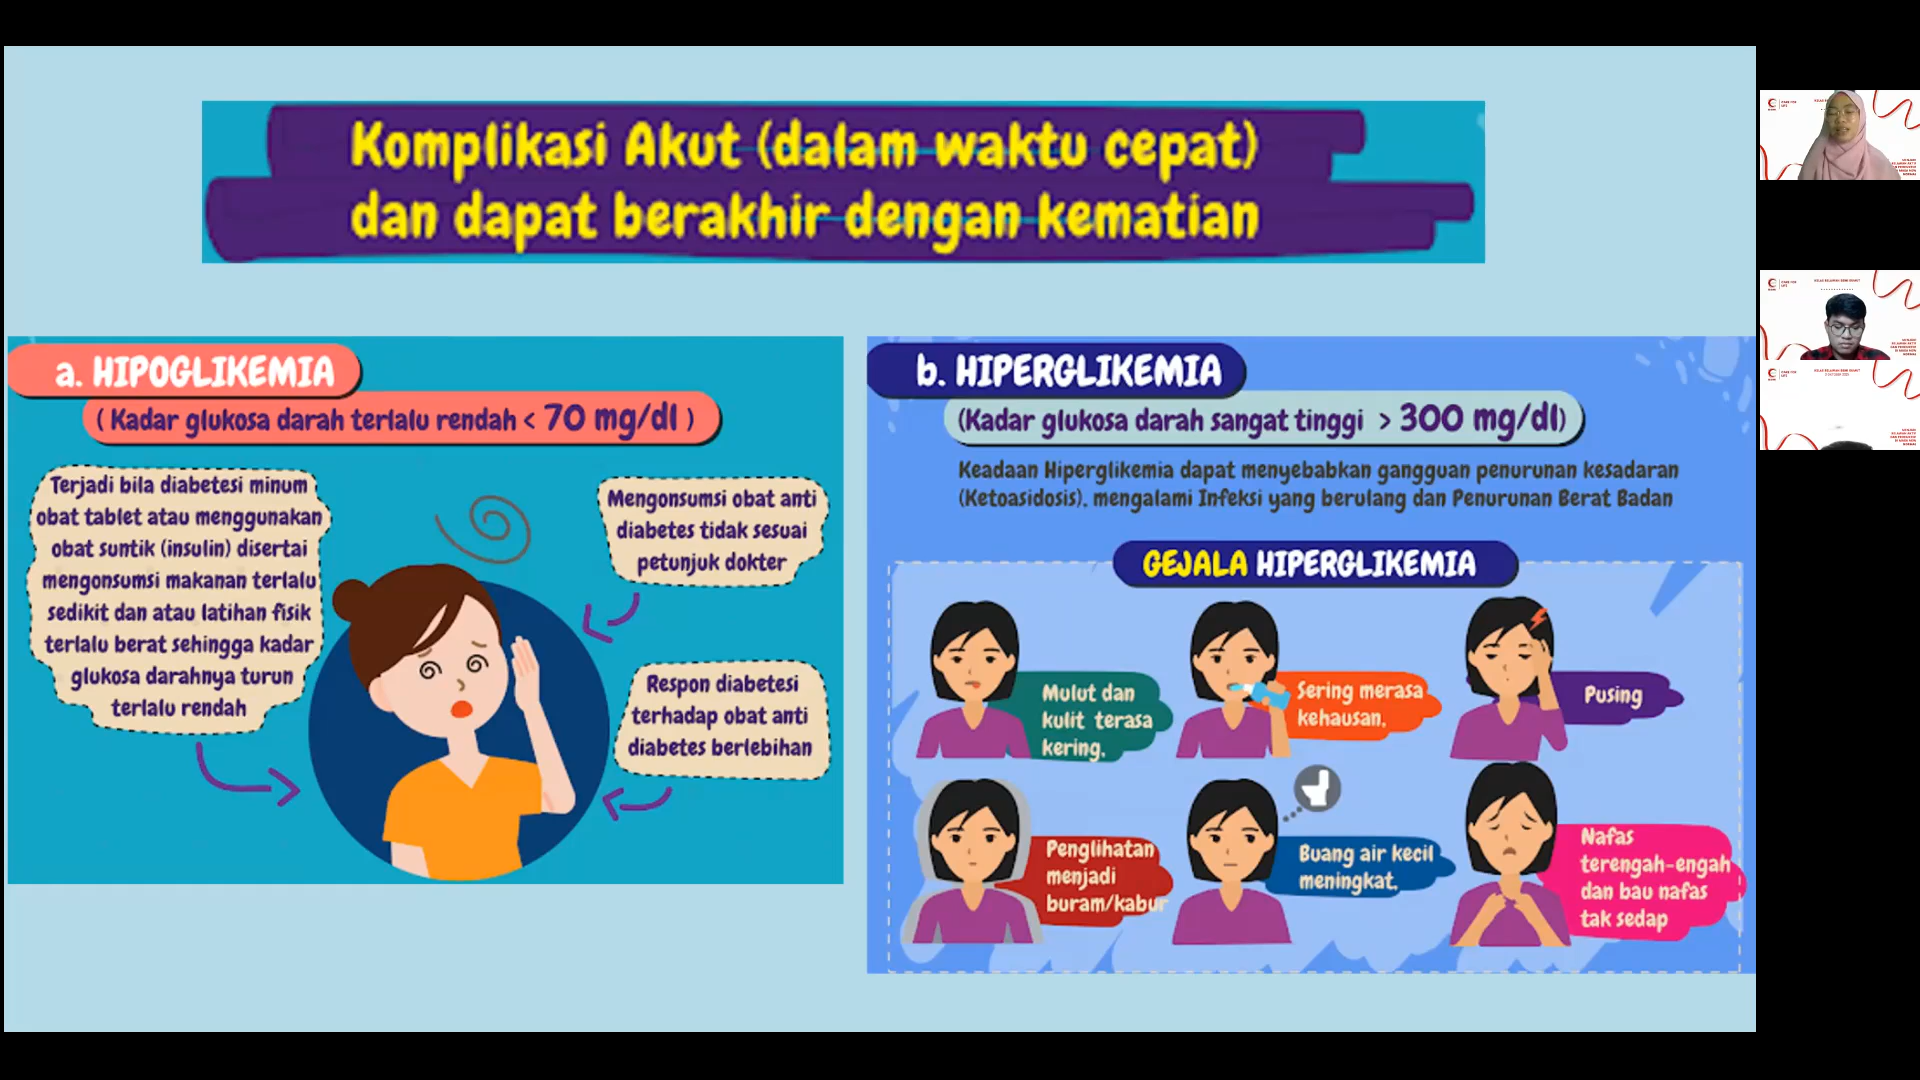 Komplikasi Akut (dalam waktu cepat)
dan dapat berakhir dengan kematian
a. HIPOGLIKEMIA
( Kadar glukosa darah terlalu rendah < 70 mg/dl )
Terjadi bila diabetesi minum
obat tablet atau menggunakan
obat suntik (insulin) disertai
mengonsumsi makanan terlalu
sedikit dan atau latihan fisik
terlalu berat sehingga kadar
glukosa darahnya turun
terlalu rendah
Mengonsumsi obat anti
diabetes tidak sesuai
petunjuk dokter
Respon diabetesi
terhadap obat anti
diabetes berlebihan
b. HIPERGLIKEMIA
(Kadar glukosa darah sangat tinggi > 300 mg/dl)
Keadaan Hiperglikemia dapat menyebabkan gangguan penurunan kesadaran
(Ketoasidosis), mengalami Infeksi yang berulang dan Penurunan Berat Badan
GEJALA HIPERGLIKEMIA
Mulut dan
kulit terasa
kering.
Sering merasa
kehausan.
Pusing
Penglihatan
menjadi
buram/kabur
Buang air kecil
meningkat.
Nafas
terengah-engah
dan bau nafas
tak sedap